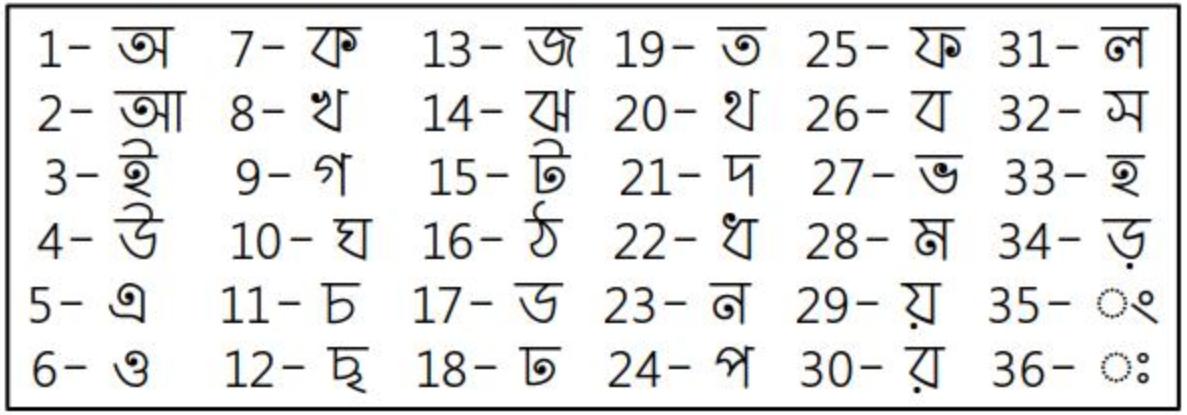 1- অ 7- ক 13- জ 19- ত 25- ফ 31- ল
2- আ 8- খ 14- ঝ 20- থ 26- ব 32- স
3- ই 9- গ 15- ট 21- দ 27- ভ 33- হ
4- উ 10- ঘ 16- ঠ 22- ধ 28- ম 34- ড়
5- এ 11- চ 17- ড 23- ন 29- য় 35- ং
6- ও 12- ছ 18- ঢ 24- প 30- র 36- ঃ